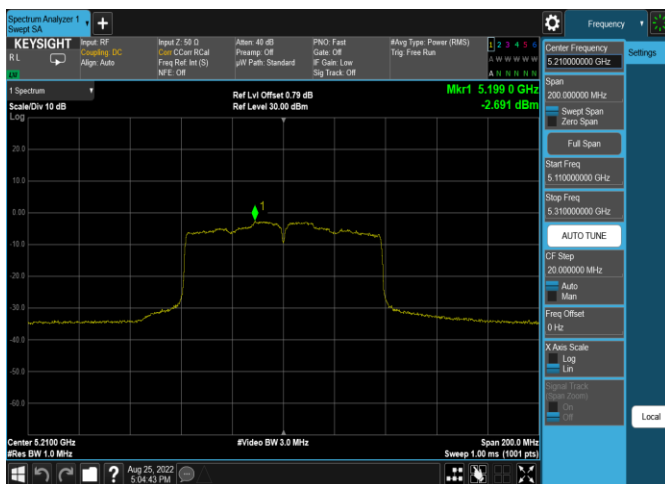 Spectrum Analyzer 1
Swept SA
Frequency
KEYSIGHT
RL
Input: RF
Coupling: DC
Align: Auto
Input Z: 50 Ω
Corr CCorr RCal
Freq Ref: Int (S)
NFE: Off
Atten: 40 dB
Preamp: Off
µW Path: Standard
PNO: Fast
Gate: Off
IF Gain: Low
Sig Track: Off
#Avg Type: Power (RMS)
Trig: Free Run
1 2 3 4 5 6
A W W W W W
A N N N N N
1 Spectrum
Scale/Div 10 dB
Log
Ref Lvl Offset 0.79 dB
Ref Level 30.00 dBm
Mkr1 5.199 0 GHz
-2.691 dBm
20.0
10.0
0.00
-10.0
-20.0
-30.0
-40.0
-50.0
-60.0
1
Center 5.2100 GHz
#Res BW 1.0 MHz
#Video BW 3.0 MHz
Span 200.0 MHz
Sweep 1.00 ms (1001 pts)
Aug 25, 2022
5:04:43 PM
Center Frequency
5.210000000 GHz
Settings
Span
200.000000 MHz
Swept Span
Zero Span
Full Span
Start Freq
5.110000000 GHz
Stop Freq
5.310000000 GHz
AUTO TUNE
CF Step
20.000000 MHz
Auto
Man
Freq Offset
0 Hz
X Axis Scale
Log
Lin
Signal Track
(Span Zoom)
On
Off
Local